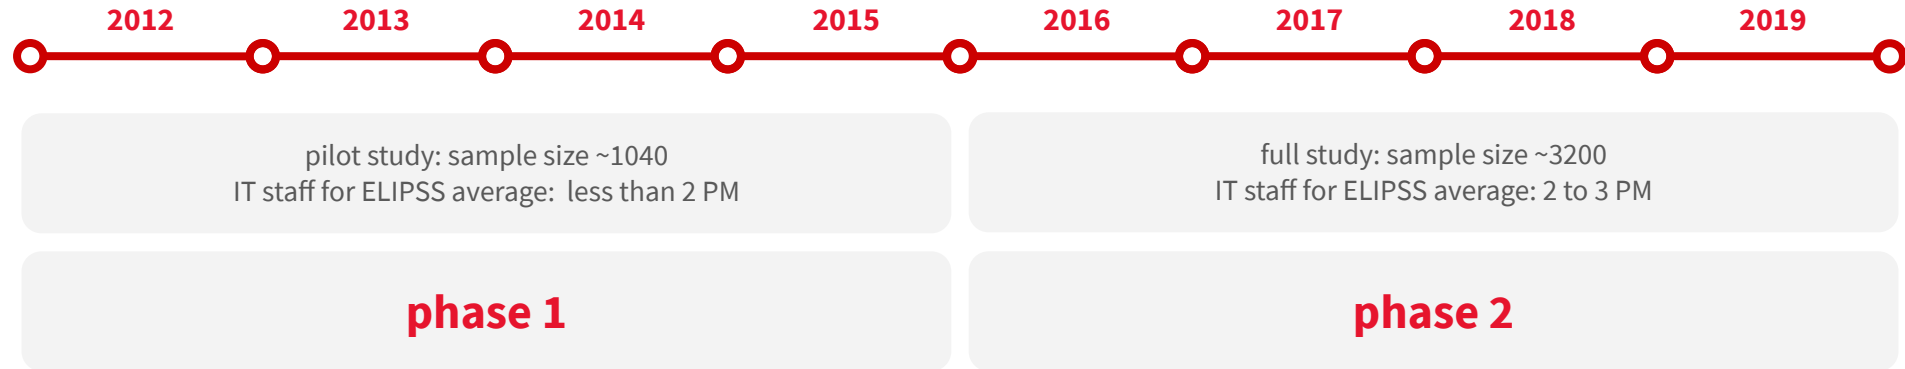 2012 2013 2014 2015 2016 2017 2018 2019
pilot study: sample size ~1040
IT staff for ELIPSS average:  less than 2 PM
full study: sample size ~3200
IT staff for ELIPSS average: 2 to 3 PM
phase 1
phase 2